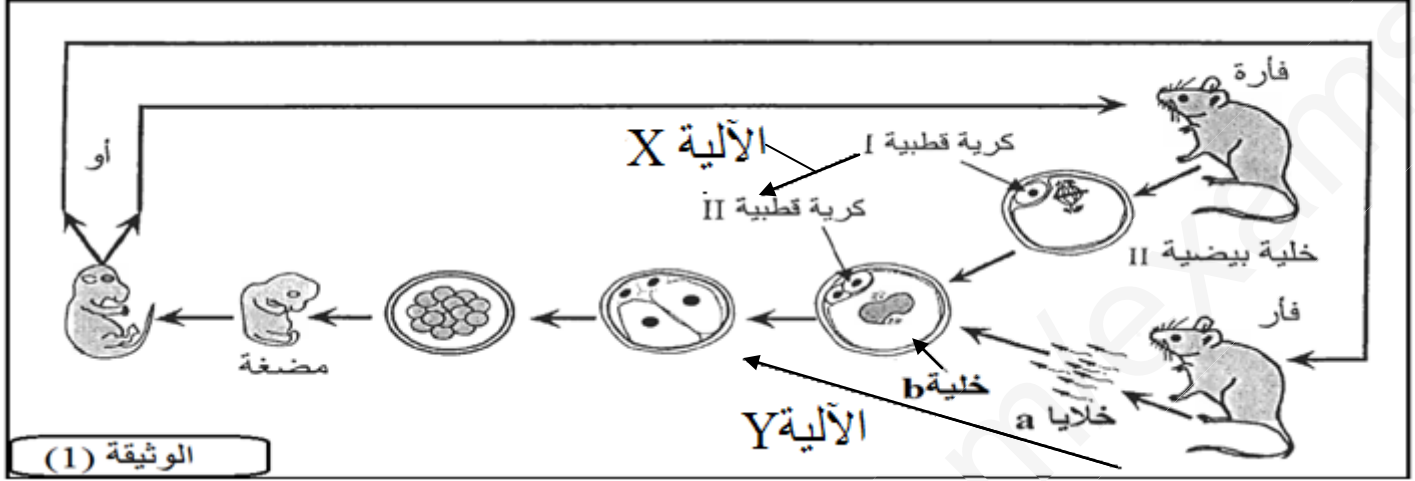 فأرة
الآلية X
كرية قطبية I
أو
كرية قطبية II
خلية بيضية II
فأر
مضغة
خلية b
خلايا a
الآلية Y
الوثيقة (1)